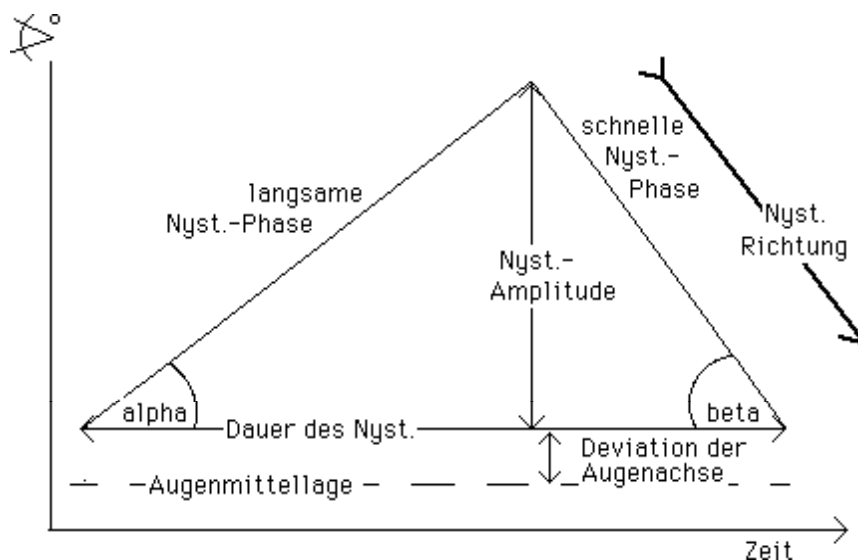 °
schnelle
Nyst.-
Phase
langsame
Nyst.-Phase
Nyst.
Richtung
Nyst.-
Amplitude
alpha
beta
Dauer des Nyst.
Deviation der
Augenachse
Augenmittellage
Zeit